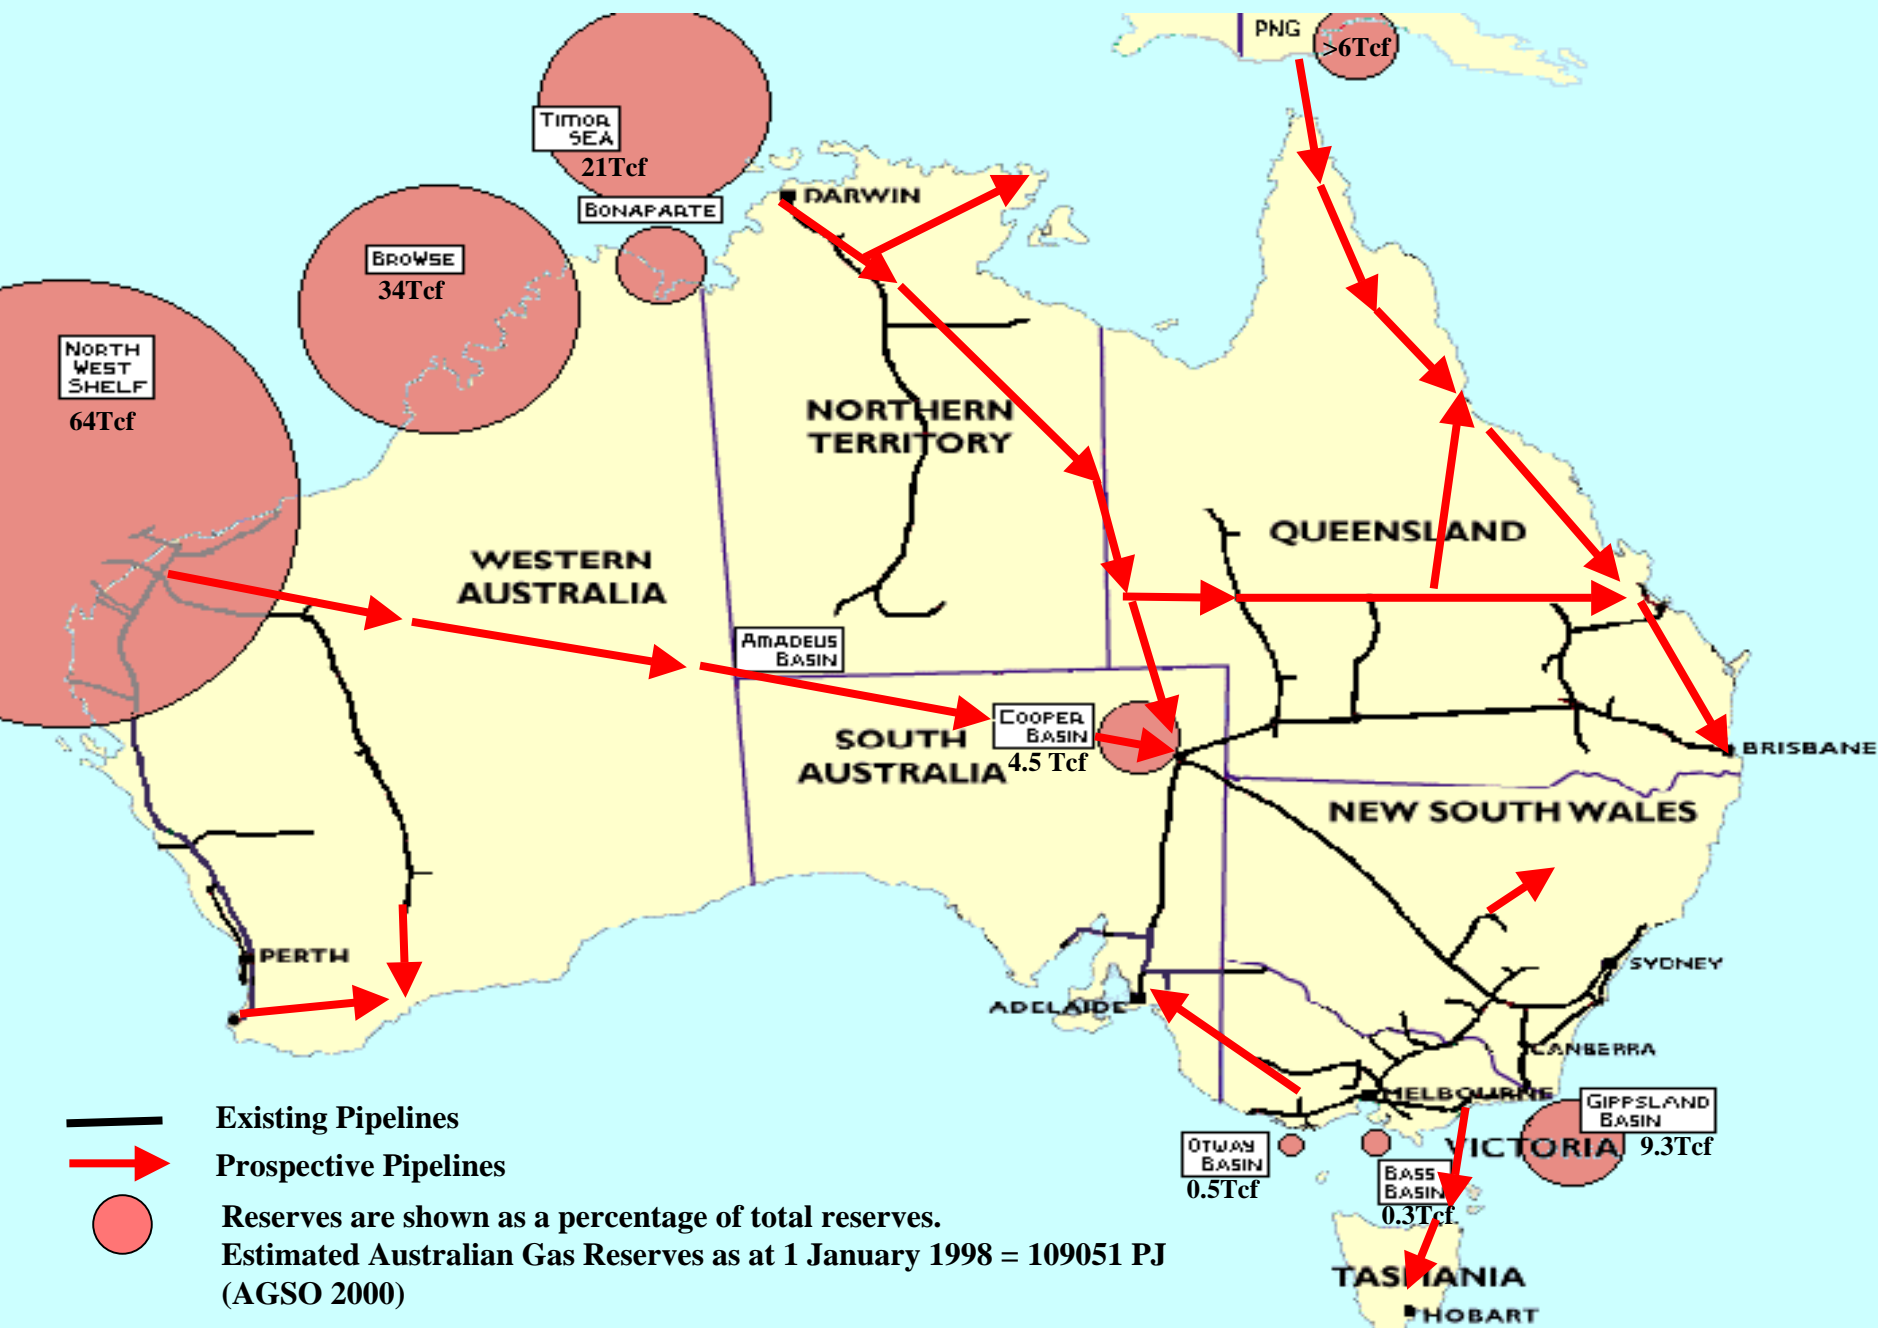 PNG
>6Tcf
TIMOR
SEA
21Tcf
BONAPARTE
DARWIN
BROWSE
34Tcf
NORTH
WEST
SHELF
64Tcf
NORTHERN
TERRITORY
QUEENSLAND
WESTERN
AUSTRALIA
AMADEUS
BASIN
COOPER
BASIN
4.5 Tcf
SOUTH
AUSTRALIA
BRISBANE
NEW SOUTH WALES
PERTH
SYDNEY
ADELAIDE
CANBERRA
MELBOURNE
GIPPSLAND
BASIN
9.3Tcf
VICTORIA
OTWAY
BASIN
0.5Tcf
BASS
BASIN
0.3Tcf
TASMANIA
HOBART
Existing Pipelines
Prospective Pipelines
Reserves are shown as a percentage of total reserves.
Estimated Australian Gas Reserves as at 1 January 1998 = 109051 PJ
(AGSO 2000)